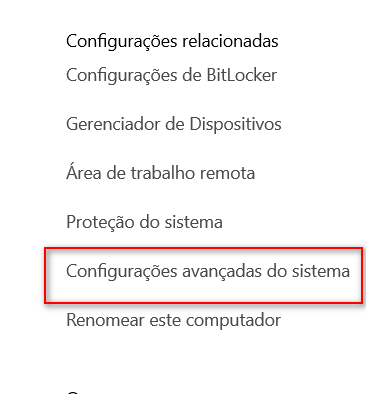 Configurações relacionadas
Configurações de BitLocker
Gerenciador de Dispositivos
Área de trabalho remota
Proteção do sistema
Configurações avançadas do sistema
Renomear este computador